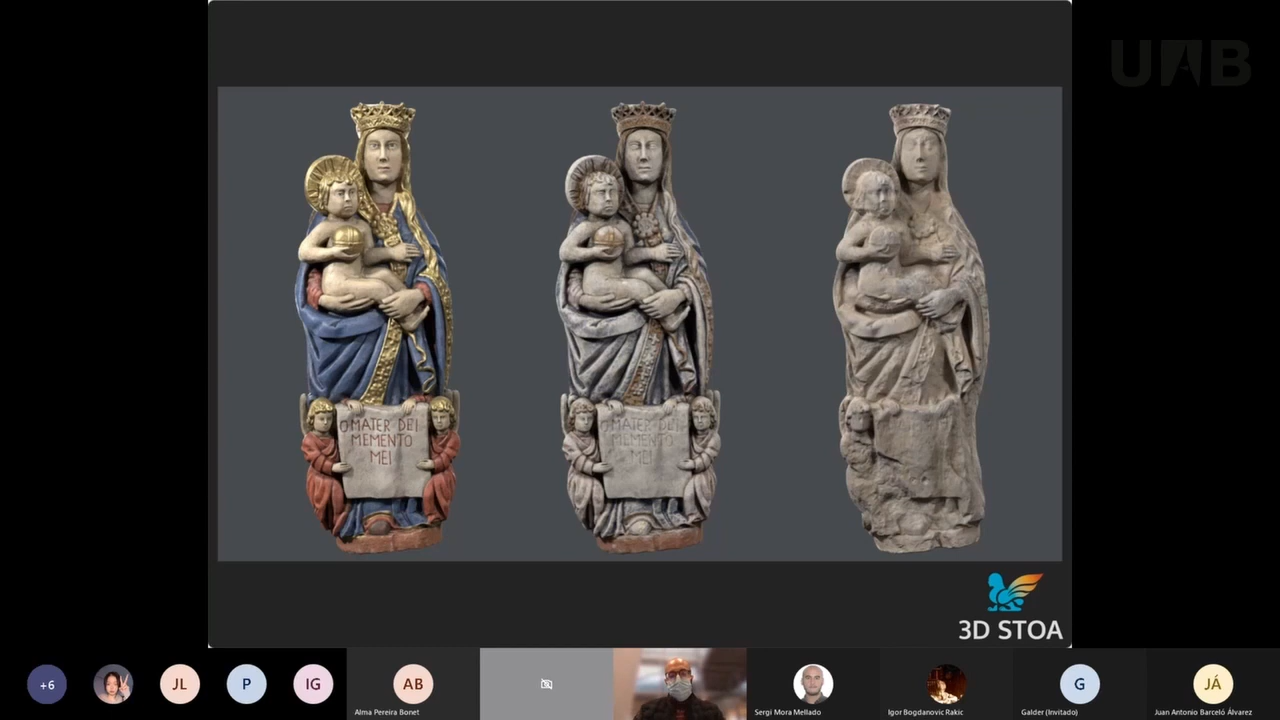 UAB
O MATER DEI
MEMENTO
MEI
O MATER DEI
MEMENTO
MEI
3D STOA
+6
JL
P
IG
AB
Alma Pereira Bonet
Sergi Mora Mellado
Igor Bogdanovic Rakic
G
Galder (Invitado)
JÁ
Juan Antonio Barceló Álvarez